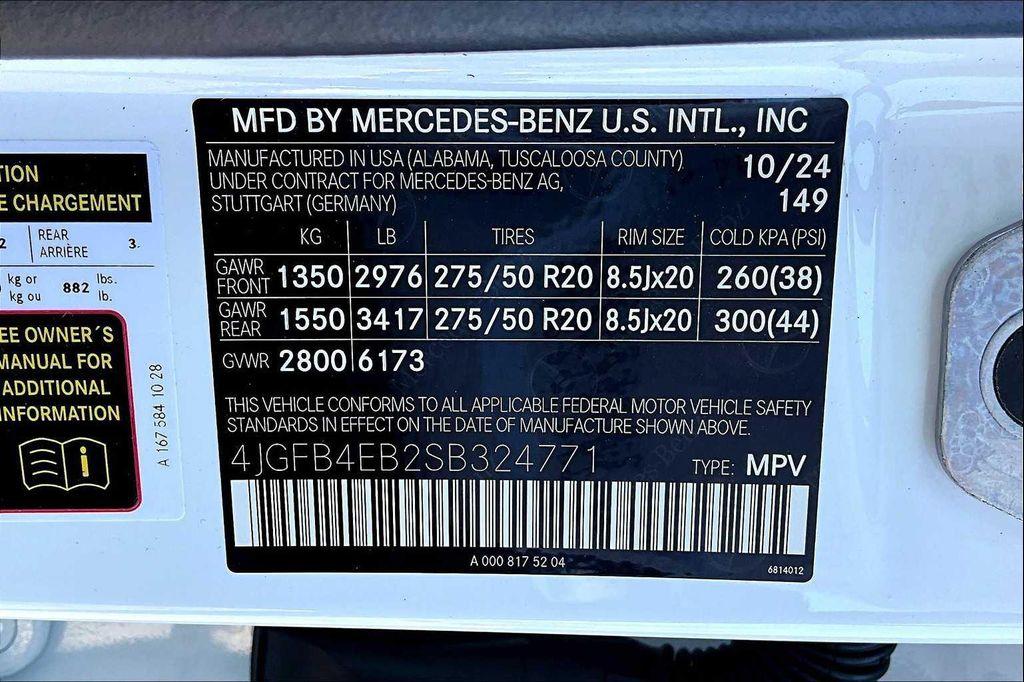 TION
E CHARGEMENT
2 REAR ARRIÈRE 3
kg or kg ou 882 lbs. lb.
EE OWNER´S
MANUAL FOR
ADDITIONAL
INFORMATION
A 167 584 10 28
MFD BY MERCEDES-BENZ U.S. INTL., INC
MANUFACTURED IN USA (ALABAMA, TUSCALOOSA COUNTY) 10/24
UNDER CONTRACT FOR MERCEDES-BENZ AG,
STUTTGART (GERMANY) 149
KG LB TIRES RIM SIZE COLD KPA (PSI)
GAWR FRONT 1350 2976 275/50 R20 8.5Jx20 260(38)
GAWR REAR 1550 3417 275/50 R20 8.5Jx20 300(44)
GVWR 2800 6173
THIS VEHICLE CONFORMS TO ALL APPLICABLE FEDERAL MOTOR VEHICLE SAFETY
STANDARDS IN EFFECT ON THE DATE OF MANUFACTURE SHOWN ABOVE.
4JGFB4EB2SB324771 TYPE: MPV
A 000 817 52 04
6814012